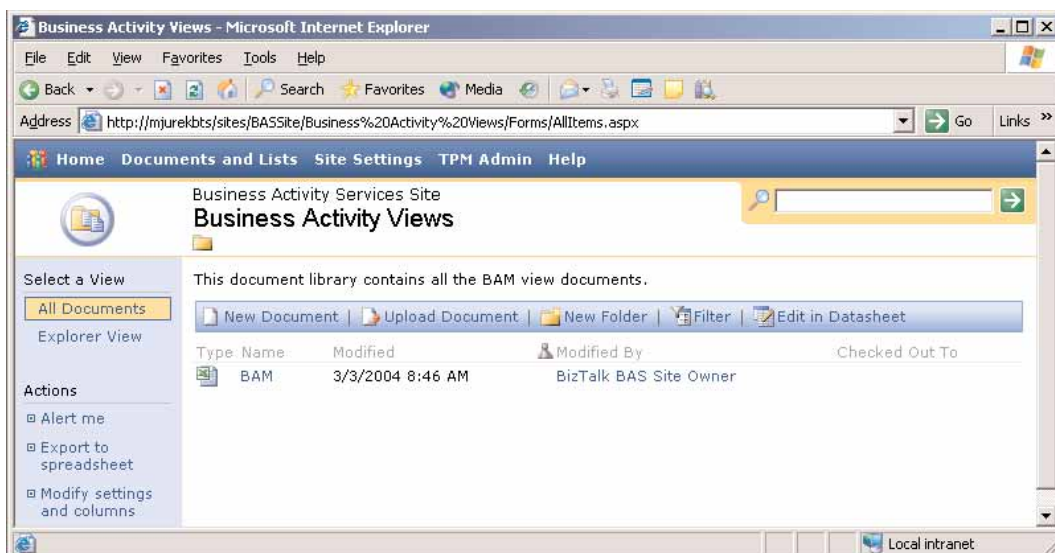 Business Activity Views - Microsoft Internet Explorer
File Edit View Favorites Tools Help
Back Search Favorites Media
Address http://mjurekbts/sites/BASSite/Business%20Activity%20Views/Forms/AllItems.aspx Go Links »
Home Documents and Lists Site Settings TPM Admin Help
Business Activity Services Site
Business Activity Views
Select a View
All Documents
Explorer View
Actions
Alert me
Export to
spreadsheet
Modify settings
and columns
This document library contains all the BAM view documents.
New Document | Upload Document | New Folder | Filter | Edit in Datasheet
Type Name Modified Modified By Checked Out To
BAM 3/3/2004 8:46 AM BizTalk BAS Site Owner
Local intranet